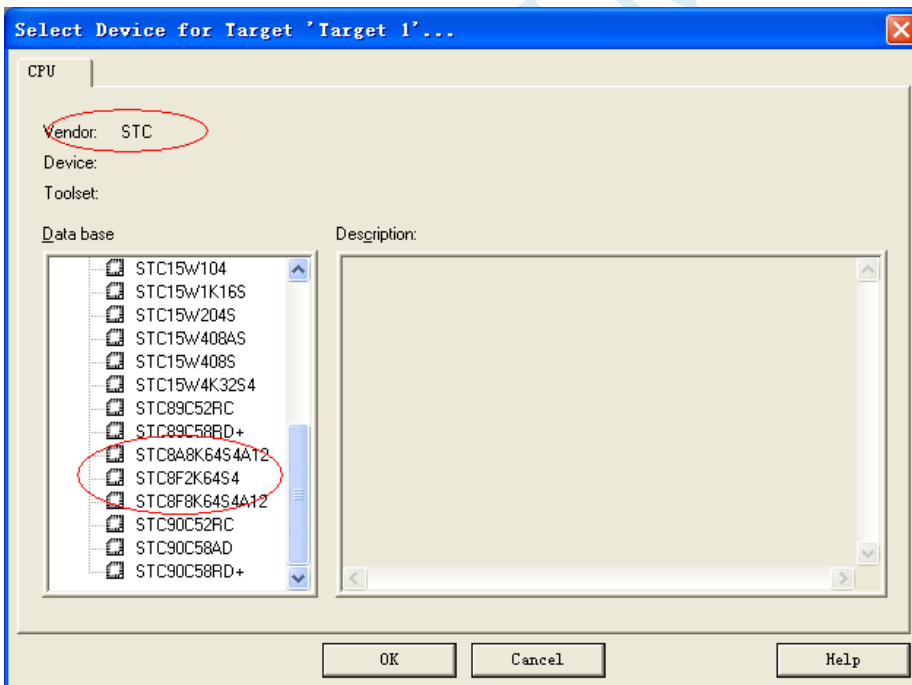 Select Device for Target 'Target 1'...
CPU
Vendor: STC
Device:
Toolset:
Data base
Description:
STC15W104
STC15W1K16S
STC15W204S
STC15W408AS
STC15W408S
STC15W4K32S4
STC89C52RC
STC89C58RD+
STC8A8K64S4A12
STC8F2K64S4
STC8F8K64S4A12
STC90C52RC
STC90C58AD
STC90C58RD+
OK
Cancel
Help